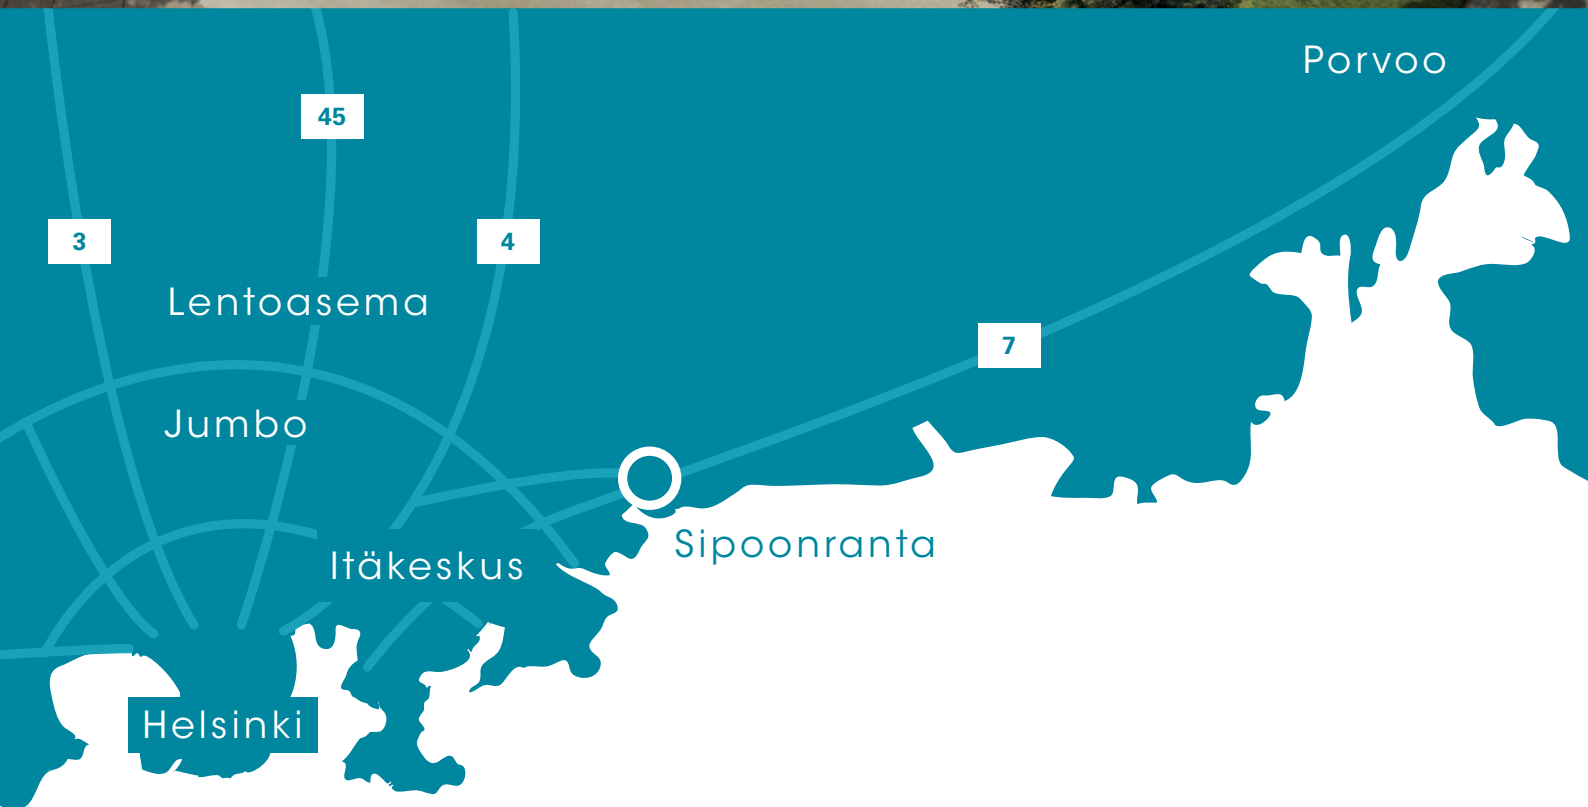 Porvoo
45
3
4
Lentoasema
7
Jumbo
Sipoonranta
Itäkeskus
Helsinki